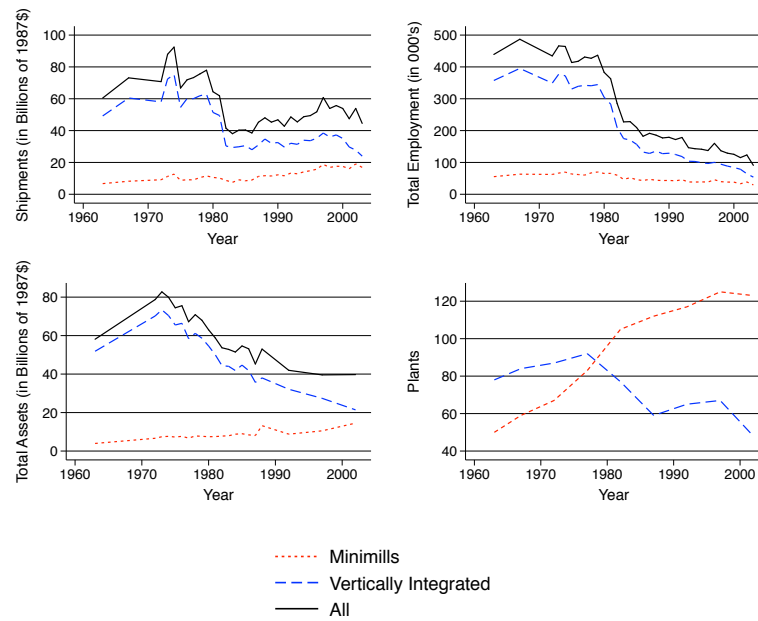 Shipments (in Billions of 1987$)
100
80
60
40
20
0
1960 1970 1980 1990 2000
Year
Total Employment (in 000's)
500
400
300
200
100
0
1960 1970 1980 1990 2000
Year
Total Assets (in Billions of 1987$)
80
60
40
20
0
1960 1970 1980 1990 2000
Year
Plants
120
100
80
60
40
1960 1970 1980 1990 2000
Year
Minimills
Vertically Integrated
All